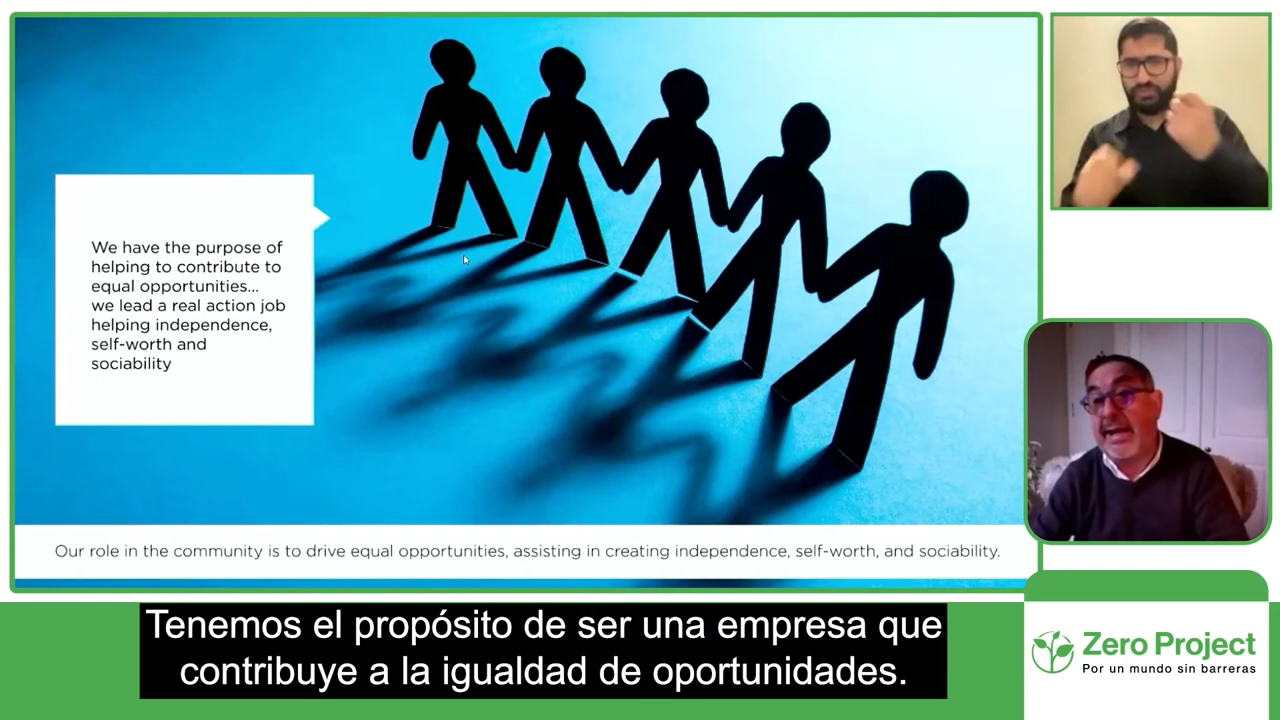 We have the purpose of
helping to contribute to
equal opportunities...
we lead a real action job
helping independence,
self-worth and
sociability
Our role in the community is to drive equal opportunities, assisting in creating independence, self-worth, and sociability.
Tenemos el propósito de ser una empresa que
contribuye a la igualdad de oportunidades.
Zero Project
Por un mundo sin barreras